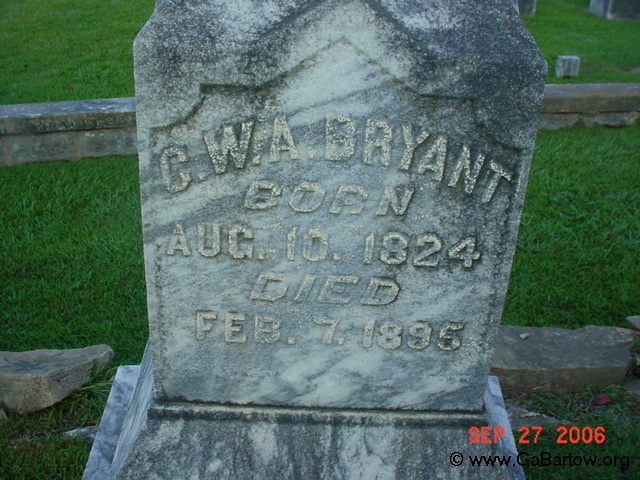 C. W. A. BRYANT
BORN
AUG. 10. 1824
DIED
FEB. 7. 1895
SEP 27 2006
© www.GaBartow.org